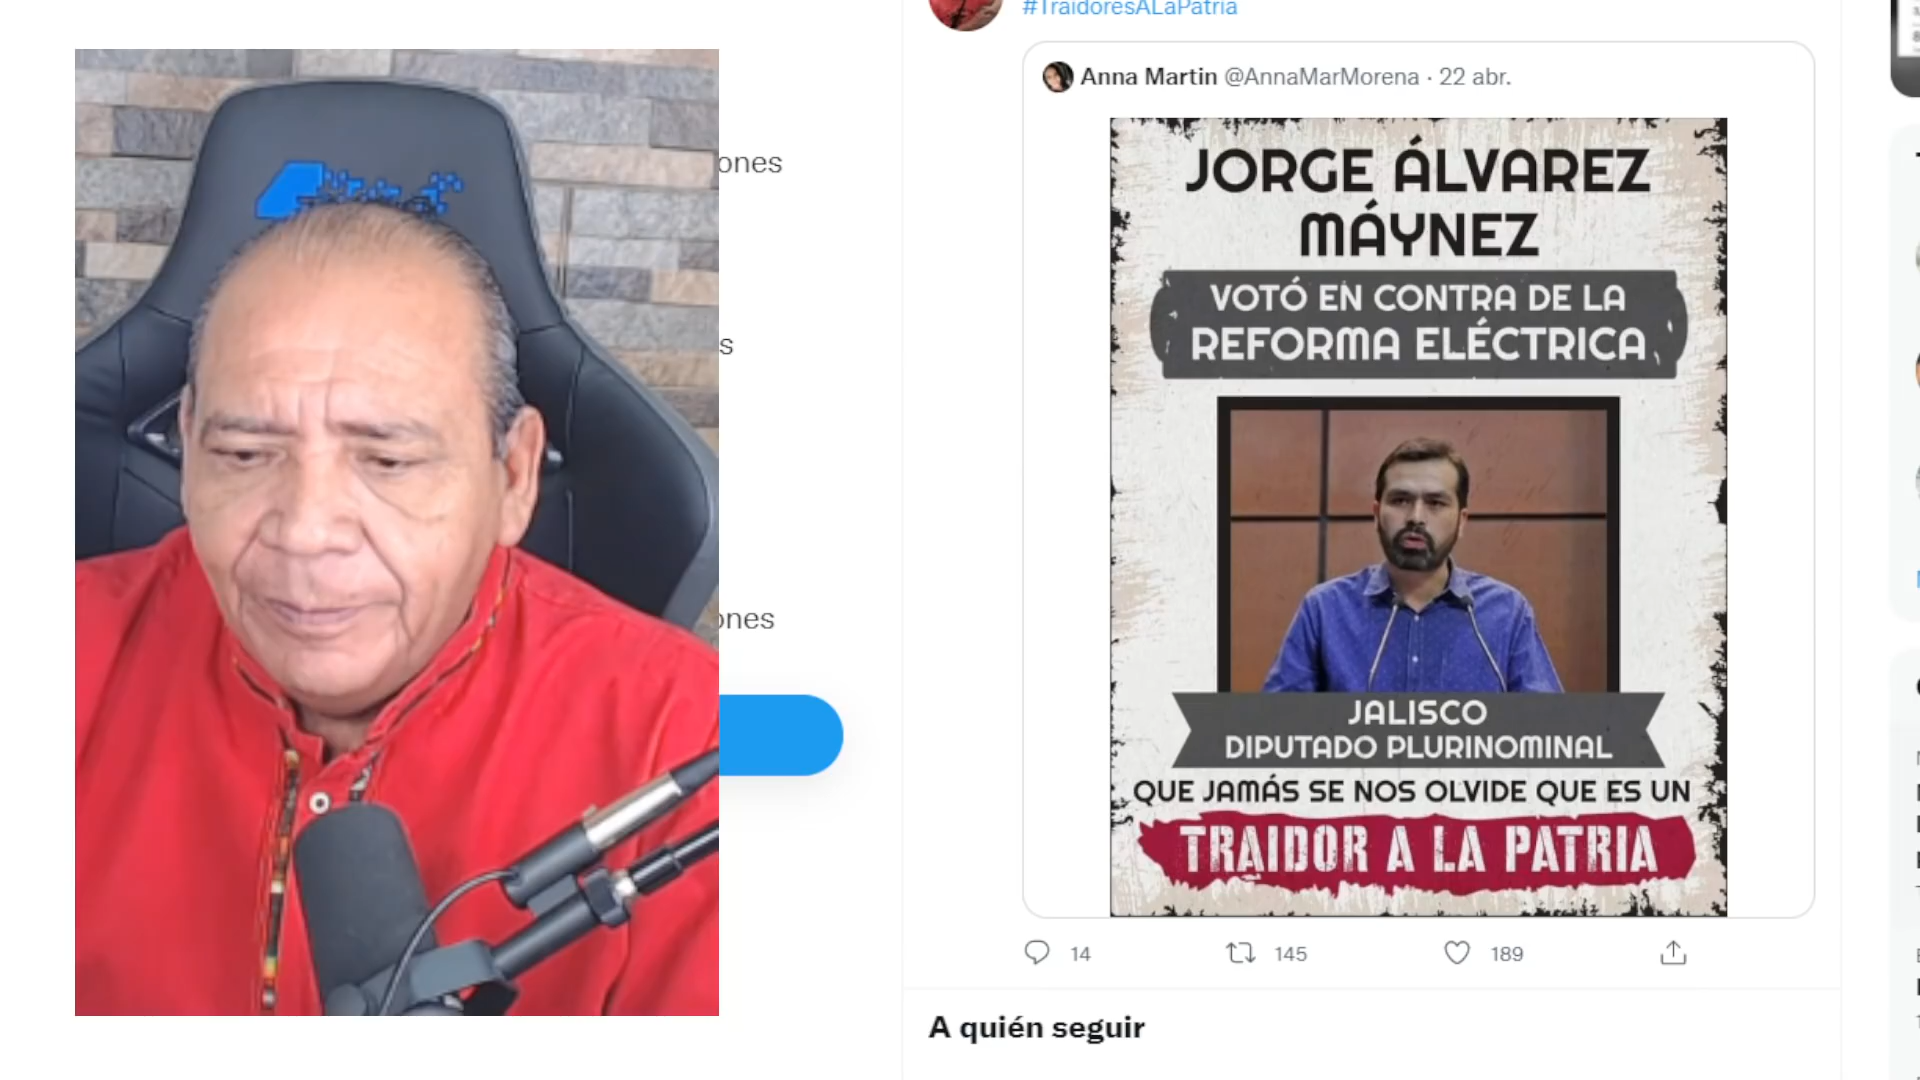 #TraidoresALaPatria
Anna Martin @AnnaMarMorena · 22 abr.
JORGE ÁLVAREZ
MÁYNEZ
VOTÓ EN CONTRA DE LA
REFORMA ELÉCTRICA
JALISCO
DIPUTADO PLURINOMINAL
QUE JAMÁS SE NOS OLVIDE QUE ES UN
TRAIDOR A LA PATRIA
14 145 189
A quién seguir
ones
s
ones